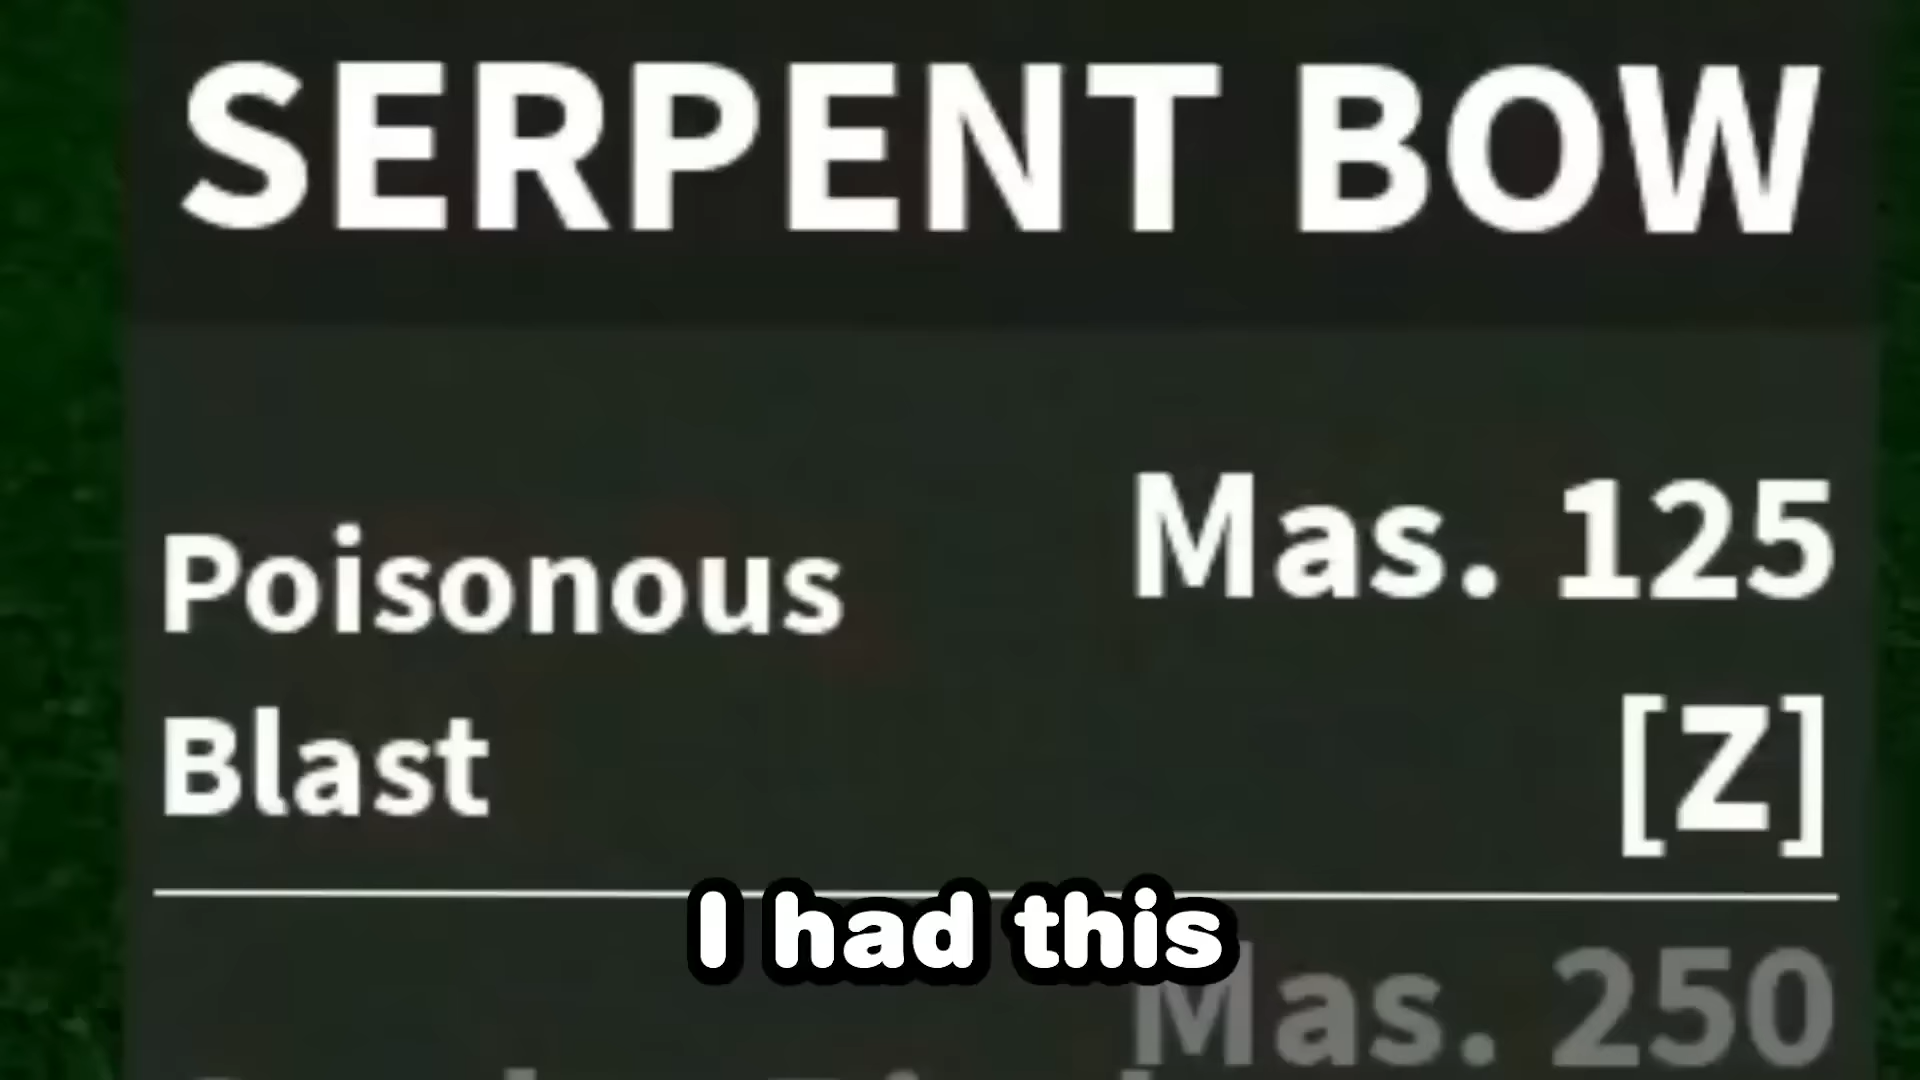 SERPENT BOW
Mas. 125
Poisonous
Blast
[Z]
I had this
Mas. 250